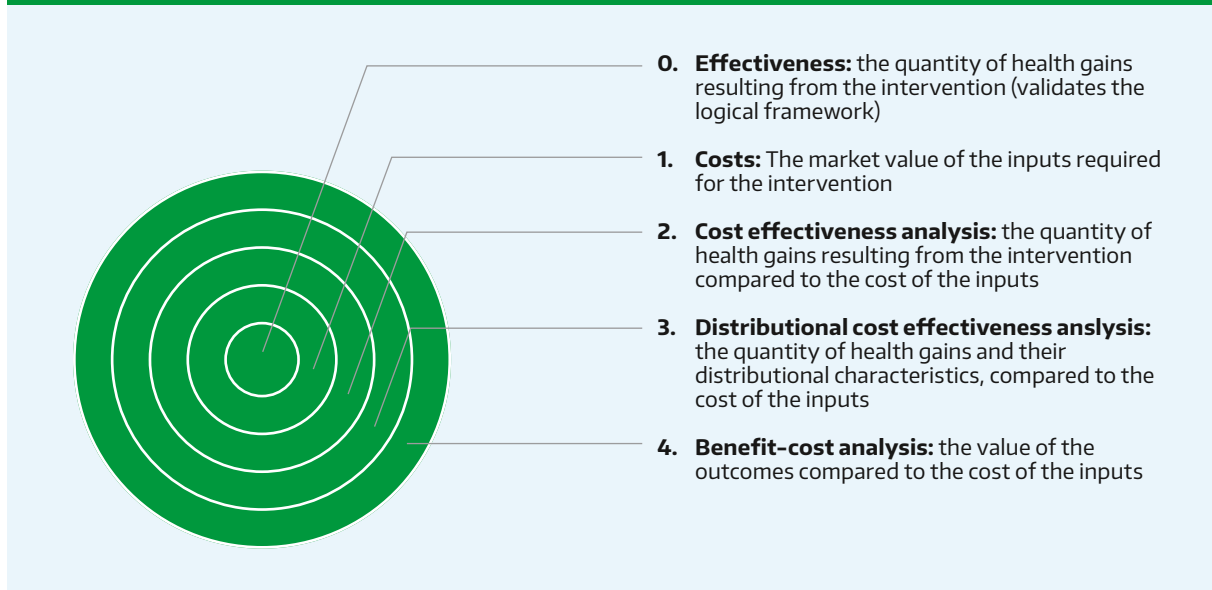 0. Effectiveness: the quantity of health gains
resulting from the intervention (validates the
logical framework)
1. Costs: The market value of the inputs required
for the intervention
2. Cost effectiveness analysis: the quantity of
health gains resulting from the intervention
compared to the cost of the inputs
3. Distributional cost effectiveness anslysis:
the quantity of health gains and their
distributional characteristics, compared to the
cost of the inputs
4. Benefit-cost analysis: the value of the
outcomes compared to the cost of the inputs